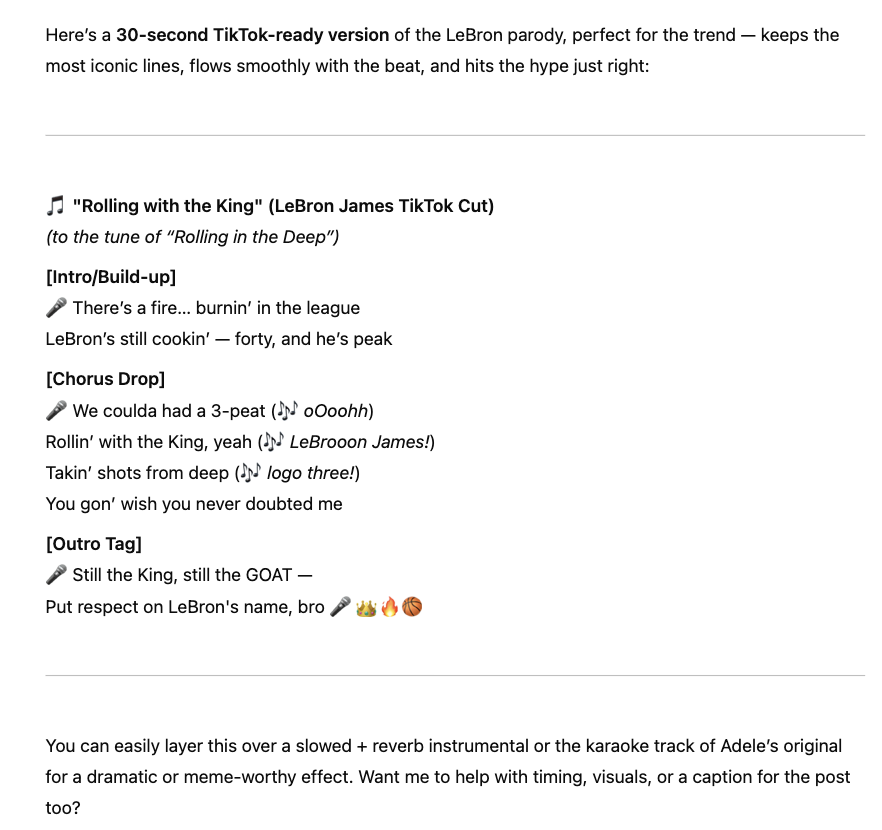 Here’s a 30-second TikTok-ready version of the LeBron parody, perfect for the trend — keeps the
most iconic lines, flows smoothly with the beat, and hits the hype just right:
🎵 "Rolling with the King" (LeBron James TikTok Cut)
(to the tune of “Rolling in the Deep”)
[Intro/Build-up]
🎤 There’s a fire… burnin’ in the league
LeBron’s still cookin’ — forty, and he’s peak
[Chorus Drop]
🎤 We coulda had a 3-peat (🎶 oOoohh)
Rollin’ with the King, yeah (🎶 LeBrooon James!)
Takin’ shots from deep (🎶 logo three!)
You gon’ wish you never doubted me
[Outro Tag]
🎤 Still the King, still the GOAT —
Put respect on LeBron's name, bro 🎤 👑🔥🏀
You can easily layer this over a slowed + reverb instrumental or the karaoke track of Adele’s original
for a dramatic or meme-worthy effect. Want me to help with timing, visuals, or a caption for the post
too?